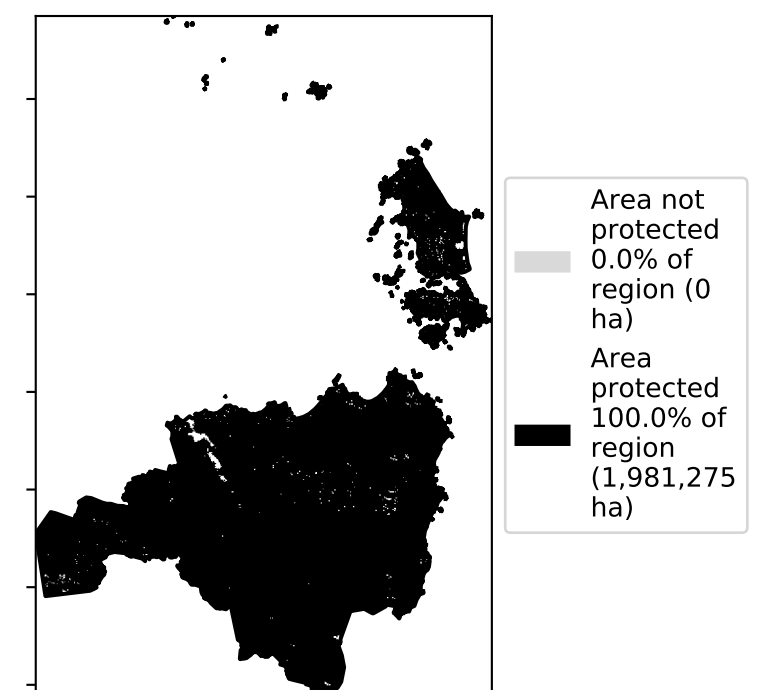 Area not
protected
0.0% of
region (0
ha)
Area
protected
100.0% of
region
(1,981,275
ha)